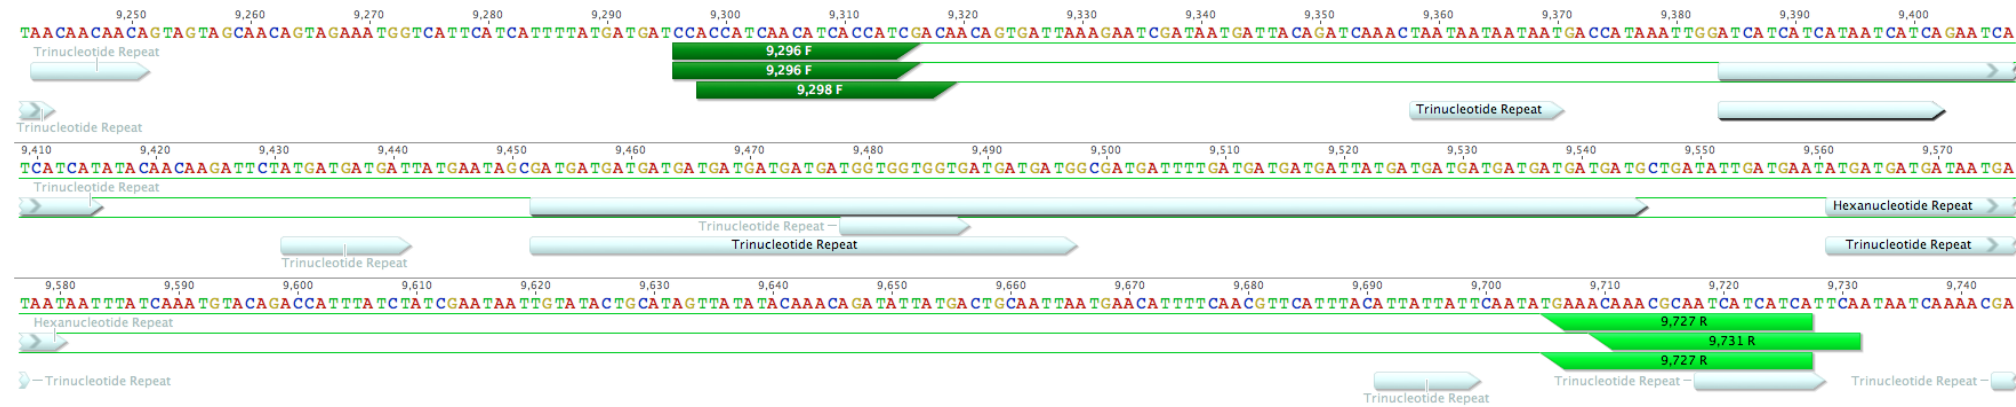 9,250 9,260 9,270 9,280 9,290 9,300 9,310 9,320 9,330 9,340 9,350 9,360 9,370 9,380 9,390 9,400
TAACAACAACAGTAGTAGCAACAGTAGAAATGGTCATTCATCATTTTATGATGATCCACCATCAACATCACCATCGACAACAGTGATTAAAGAATCGATAATGATTACAGATCAAACTAATAATAATAATGACCATAAATTGGATCATCATCATAATCATCAGAATCA
Trinucleotide Repeat 9,296 F
9,296 F
9,298 F
Trinucleotide Repeat
Trinucleotide Repeat
9,410 9,420 9,430 9,440 9,450 9,460 9,470 9,480 9,490 9,500 9,510 9,520 9,530 9,540 9,550 9,560 9,570
TCATCATATACAACAAGATTCTATGATGATGATTATGAATAGCGATGATGATGATGATGATGATGATGATGGTGGTGGTGATGATGATGGCGATGATTTTGATGATGATGATTATGATGATGATGATGATGATGATGCTGATATTGATGAATATGATGATGATAATGA
Trinucleotide Repeat
Hexanucleotide Repeat
Trinucleotide Repeat
Trinucleotide Repeat Trinucleotide Repeat
Trinucleotide Repeat
9,580 9,590 9,600 9,610 9,620 9,630 9,640 9,650 9,660 9,670 9,680 9,690 9,700 9,710 9,720 9,730 9,740
TAATAATTTATCAAATGTACAGACCATTTATCTATCGAATAATTGTATACTGCATAGTTATATACAAACAGATATTATGACTGCAATTAATGAACATTTTCAACGTTCATTTACATTATTATTCAATATGAAACAAACGCAATCATCATCATTCAATAATCAAAACGA
Hexanucleotide Repeat 9,727 R
9,731 R
9,727 R
Trinucleotide Repeat Trinucleotide Repeat Trinucleotide Repeat
Trinucleotide Repeat